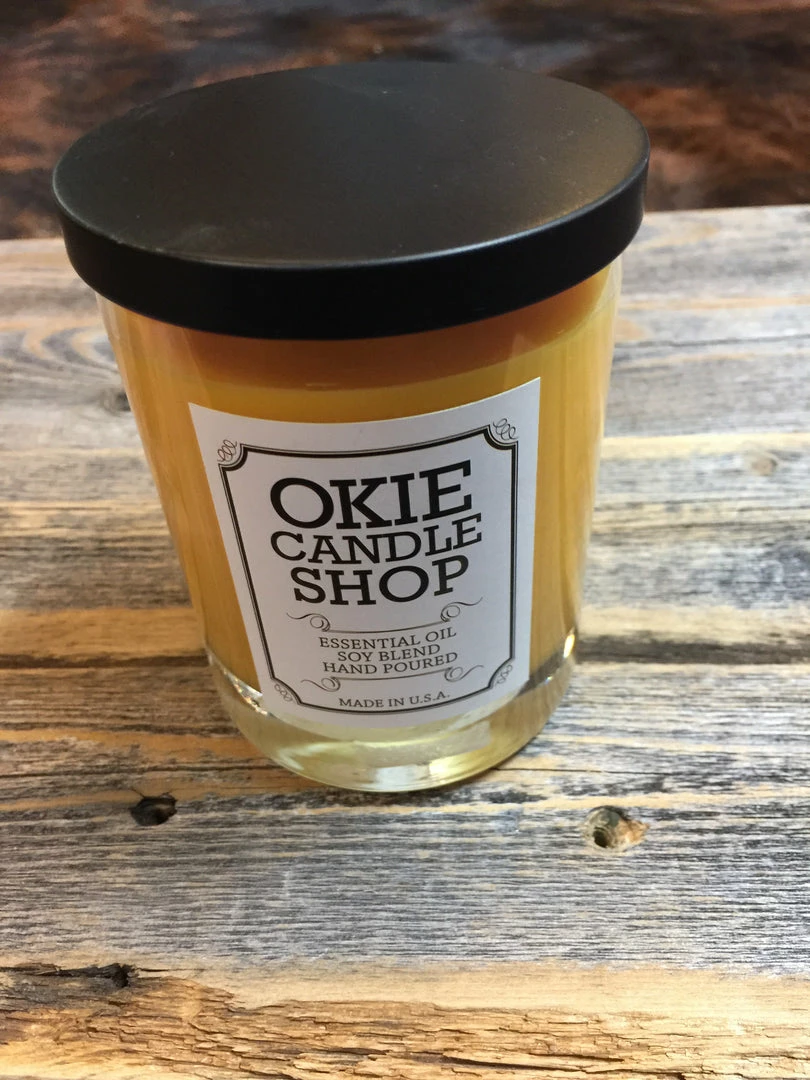 OKIE
CANDLE
SHOP
ESSENTIAL OIL
SOY BLEND
HAND POURED
MADE IN U.S.A.